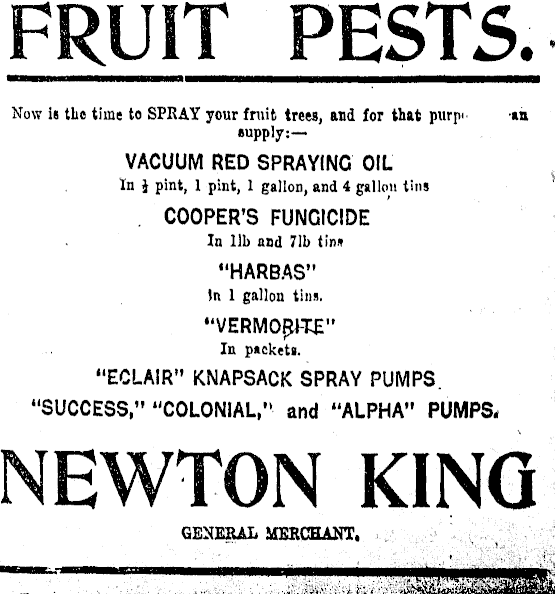 FRUIT PESTS.
Now is the time to SPRAY your fruit trees, and for that
supply:—
VACUUM RED SPRAYING OIL
In ½ pint, 1 pint, 1 gallon, and 4 gallon tins
COOPER'S FUNGICIDE
In 1lb and 7lb tins
"HARBAS"
In 1 gallon tins.
"VERMORITE"
In packets.
"ECLAIR" KNAPSACK SPRAY PUMPS.
"SUCCESS," "COLONIAL," and "ALPHA" PUMPS.
NEWTON KING
GENERAL MERCHANT.